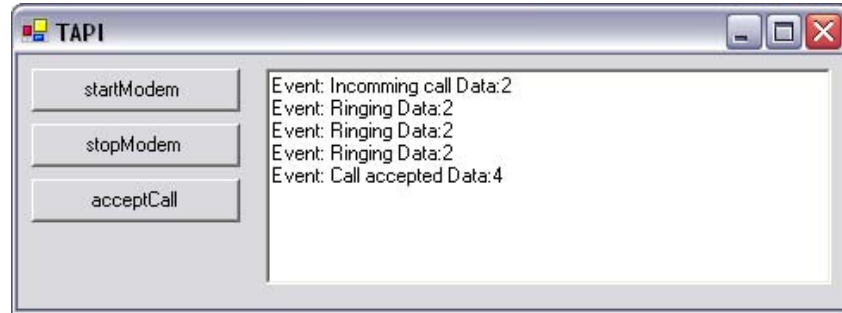 TAPI
startModem
stopModem
acceptCall
Event: Incomming call Data:2
Event: Ringing Data:2
Event: Ringing Data:2
Event: Ringing Data:2
Event: Call accepted Data:4